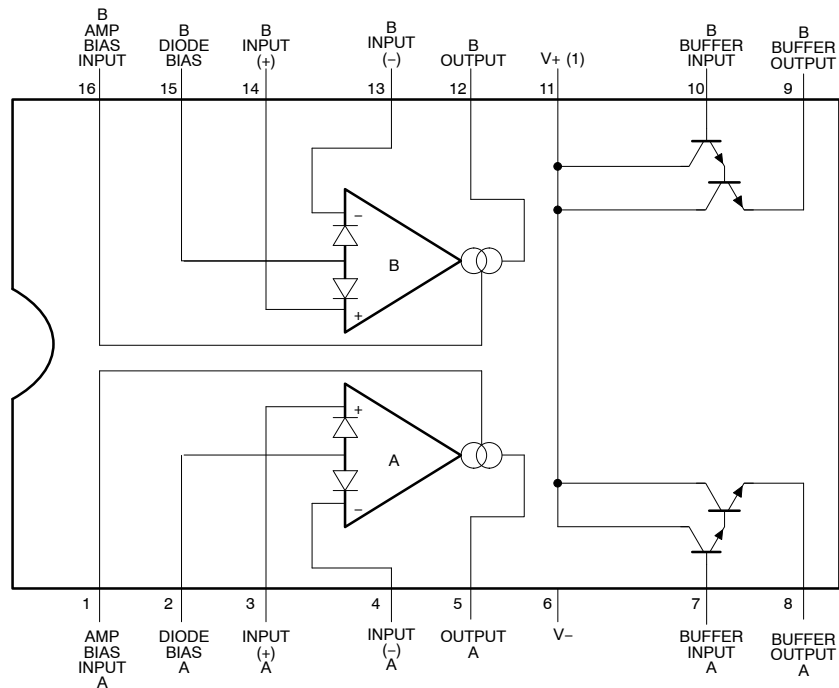 B
AMP
BIAS
INPUT
B
DIODE
BIAS
B
INPUT
(+)
B
INPUT
(−)
B
OUTPUT
V+ (1)
B
BUFFER
INPUT
B
BUFFER
OUTPUT
16
15
14
13
12
11
10
9
−
B
+
+
A
−
1
2
3
4
5
6
7
8
AMP
BIAS
INPUT
A
DIODE
BIAS
A
INPUT
(+)
A
INPUT
(−)
A
OUTPUT
A
V−
BUFFER
INPUT
A
BUFFER
OUTPUT
A